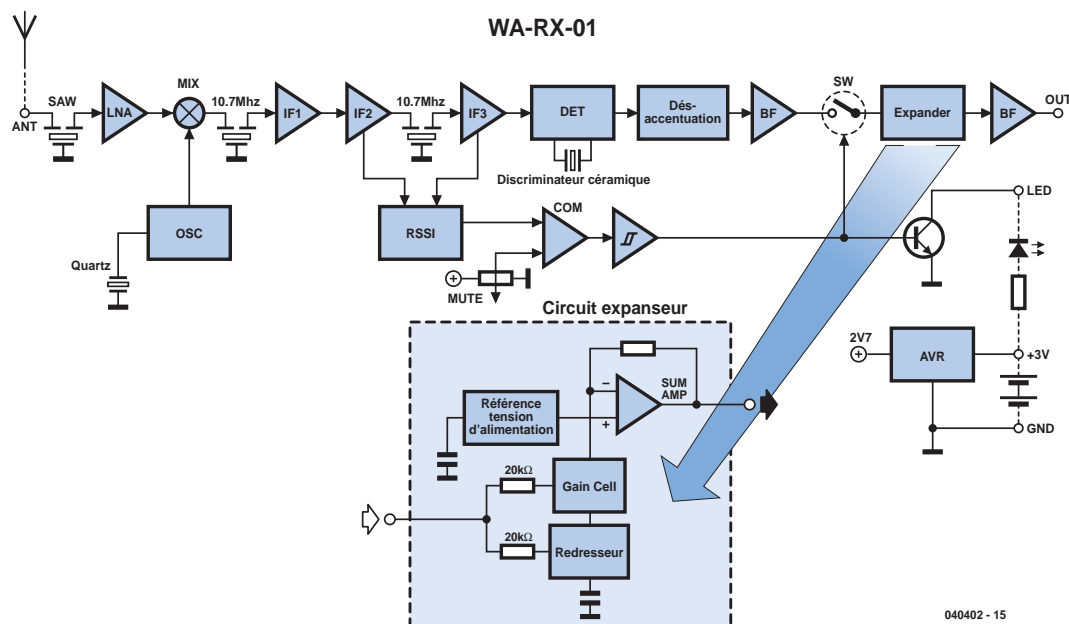 WA-RX-01
SW
MIX
SAW
LNA
10.7Mhz
IF1
IF2
10.7Mhz
IF3
DET
Dés-
accentuation
BF
Expander
BF
OUT
ANT
Discriminateur céramique
OSC
RSSI
COM
LED
Quartz
MUTE
Circuit expanseur
2V7
AVR
+3V
GND
SUM
AMP
–
+
Référence
tension
d'alimentation
20kΩ
Gain Cell
20kΩ
Redresseur
040402 - 15